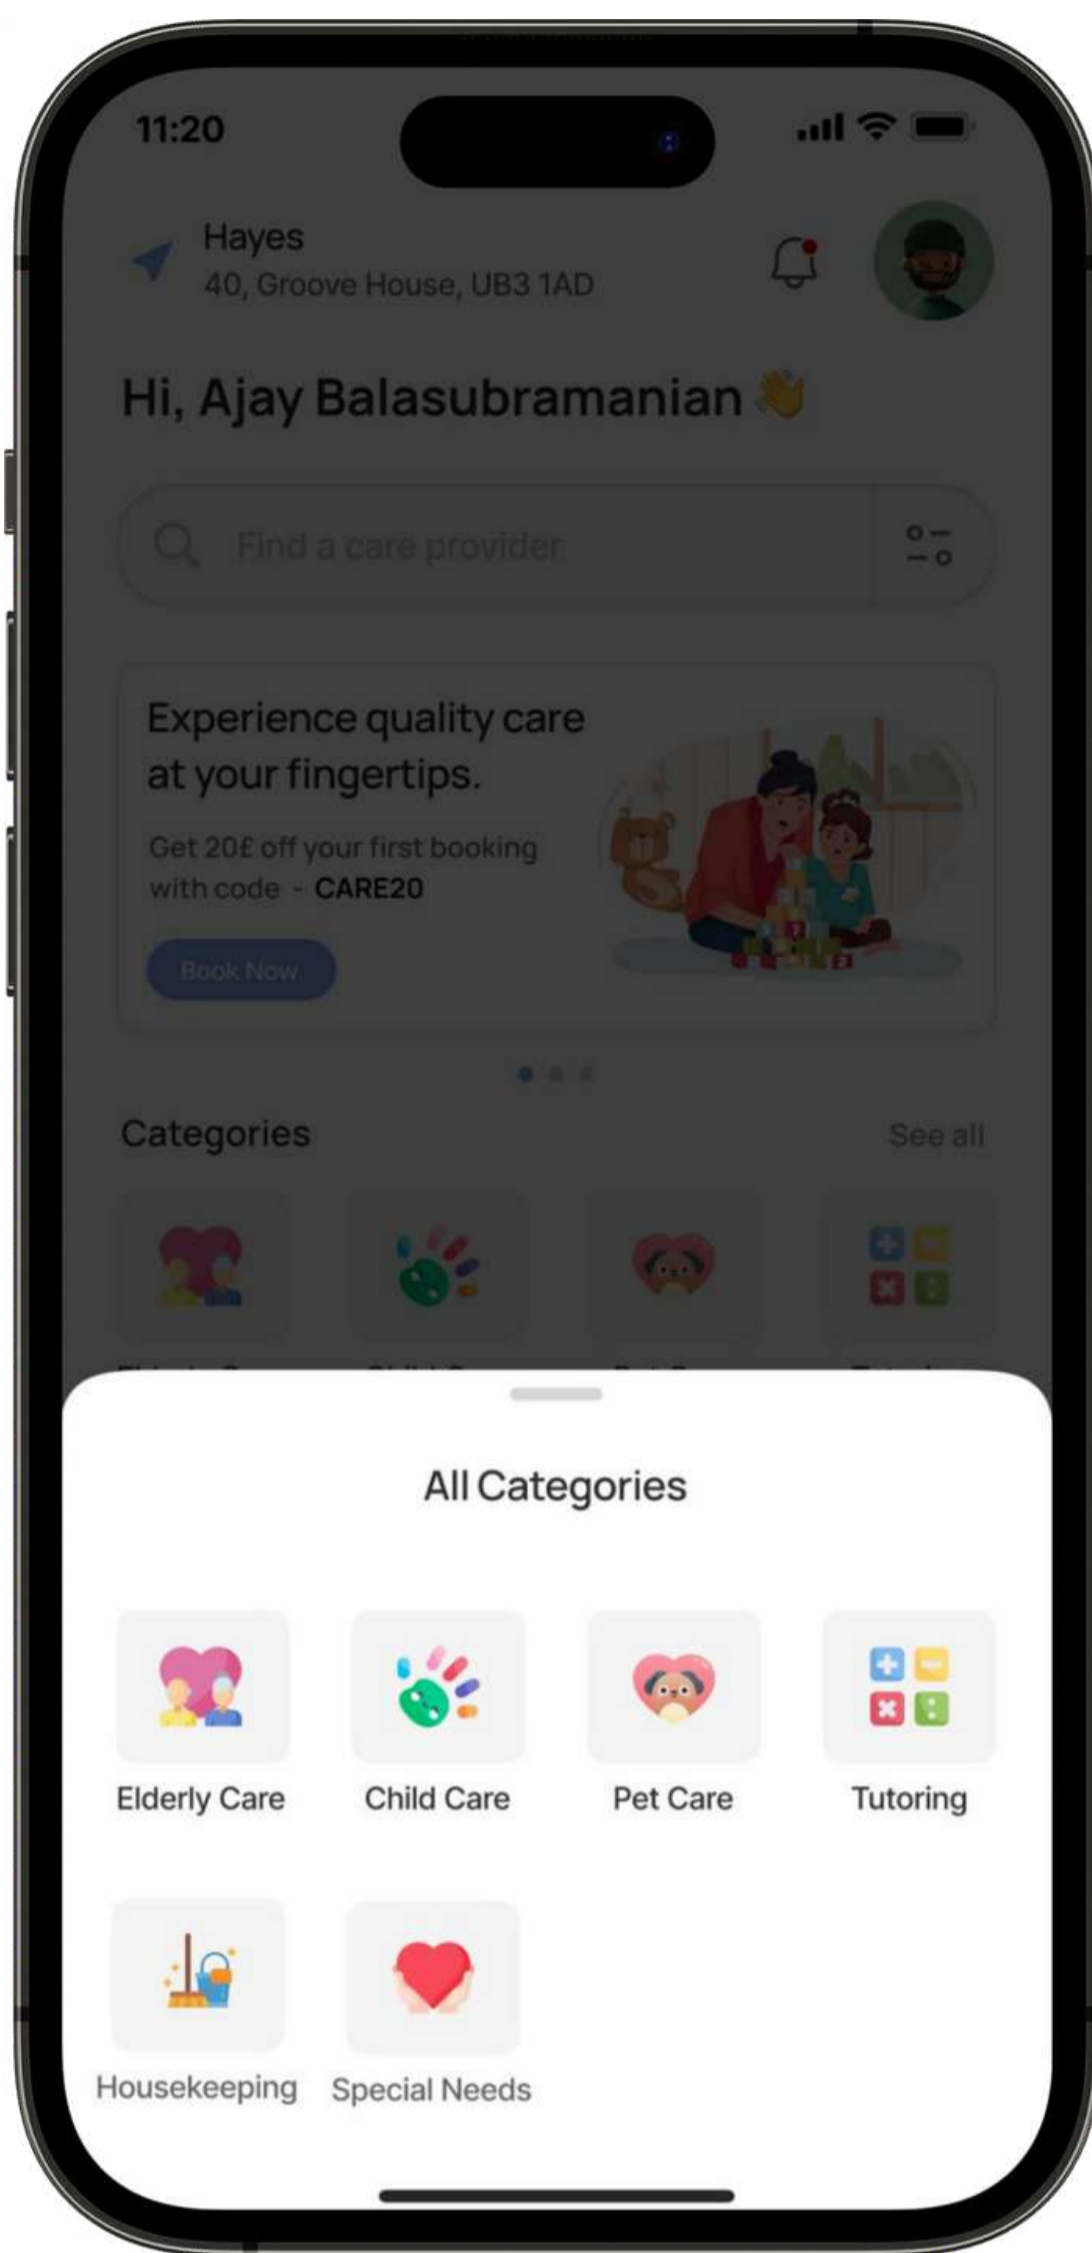 11:20
Hayes
40, Groove House, UB3 1AD
Hi, Ajay Balasubramanian 👋
Find a care provider
Experience quality care
at your fingertips.
Get 20£ off your first booking
with code - CARE20
Book Now
Categories
See all
All Categories
Elderly Care
Child Care
Pet Care
Tutoring
Housekeeping
Special Needs